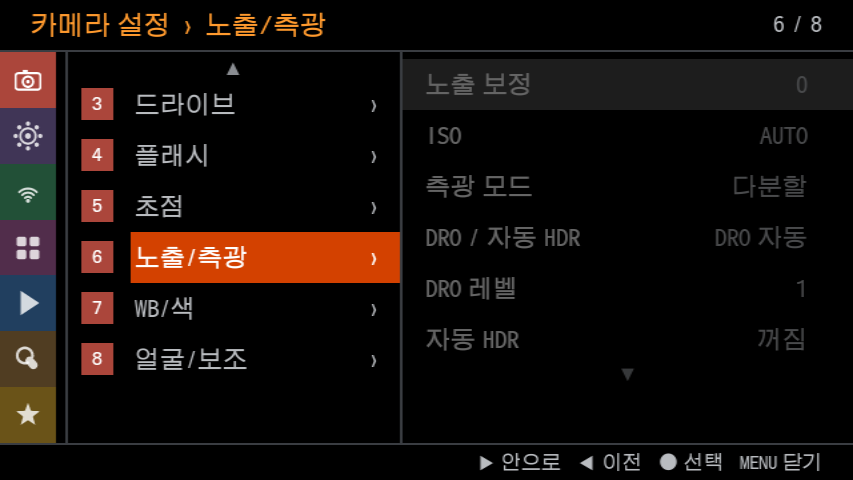 카메라 설정 › 노출/측광 6 / 8
3 드라이브 ›
4 플래시 ›
5 초점 ›
6 노출/측광 ›
7 WB/색 ›
8 얼굴/보조 ›
노출 보정 0
ISO AUTO
측광 모드 다분할
DRO / 자동 HDR DRO 자동
DRO 레벨 1
자동 HDR 꺼짐
▶ 안으로 ◀ 이전 ● 선택 MENU 닫기